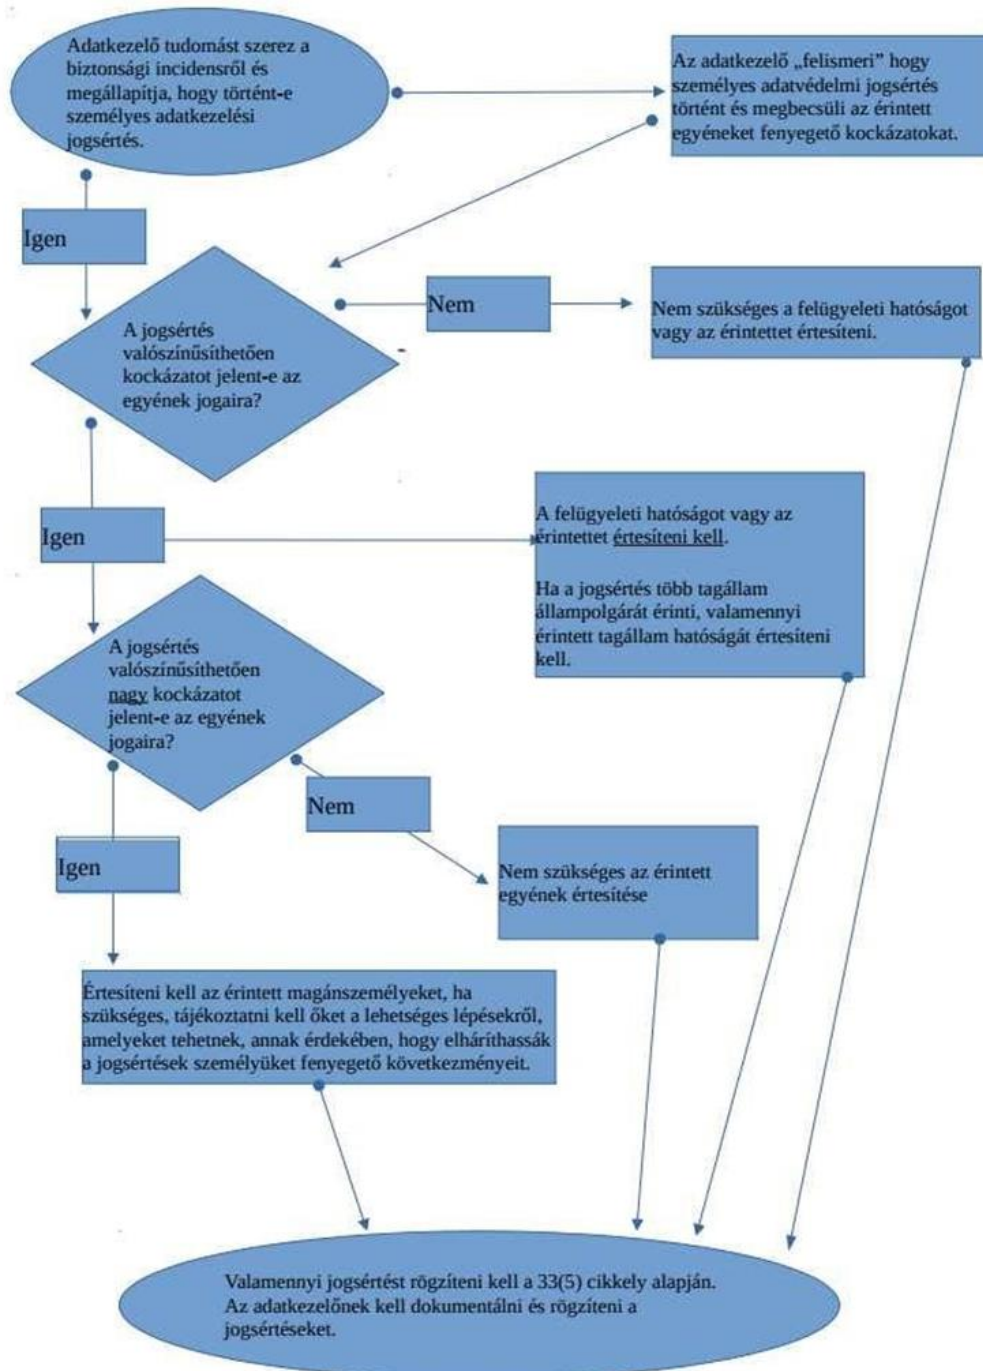 Adatkezelő tudomást szerez a
biztonsági incidensről és
megállapítja, hogy történt-e
személyes adatkezelési
jogsértés.
Az adatkezelő „felismeri” hogy
személyes adatvédelmi jogsértés
történt és megbecsüli az érintett
egyéneket fenyegető kockázatokat.
Igen
A jogsértés
valószínűsíthetően
kockázatot jelent-e az
egyének jogaira?
Nem
Nem szükséges a felügyeleti hatóságot
vagy az érintettet értesíteni.
Igen
A felügyeleti hatóságot vagy az
érintettet értesíteni kell.
Ha a jogsértés több tagállam
állampolgárát érinti, valamennyi
érintett tagállam hatóságát értesíteni
kell.
A jogsértés
valószínűsíthetően
nagy kockázatot
jelent-e az egyének
jogaira?
Nem
Igen
Nem szükséges az érintett
egyének értesítése
Értesíteni kell az érintett magánszemélyeket, ha
szükséges, tájékoztatni kell őket a lehetséges lépésekről,
amelyeket tehetnek, annak érdekében, hogy elháríthassák
a jogsértések személyüket fenyegető következményeit.
Valamennyi jogsértést rögzíteni kell a 33(5) cikkely alapján.
Az adatkezelőnek kell dokumentálni és rögzíteni a
jogsértéseket.